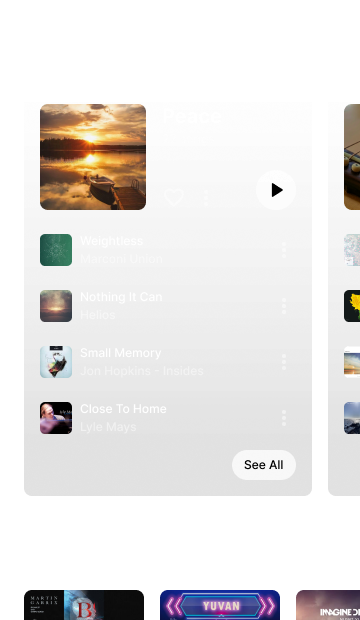 Weightless
Marconi Union
Nothing It Can
Helios
Small Memory
Jon Hopkins - Insides
Close To Home
Lyle Mays
See All
MARTIN
GARRIX
YUVAN
IMAGINE